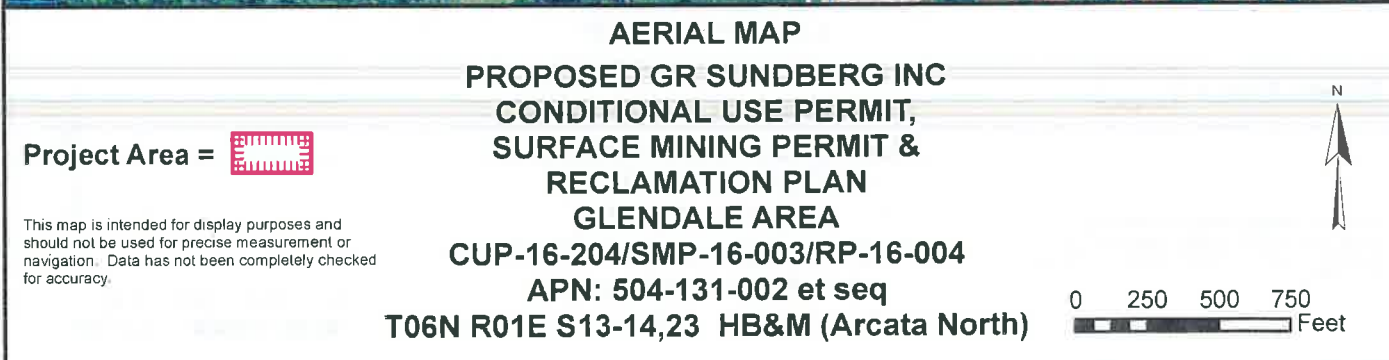 AERIAL MAP
PROPOSED GR SUNDBERG INC
CONDITIONAL USE PERMIT,
SURFACE MINING PERMIT &
RECLAMATION PLAN
GLENDALE AREA
CUP-16-204/SMP-16-003/RP-16-004
APN: 504-131-002 et seq
T06N R01E S13-14,23 HB&M (Arcata North)
Project Area =
This map is intended for display purposes and
should not be used for precise measurement or
navigation. Data has not been completely checked
for accuracy.
N
0 250 500 750
Feet